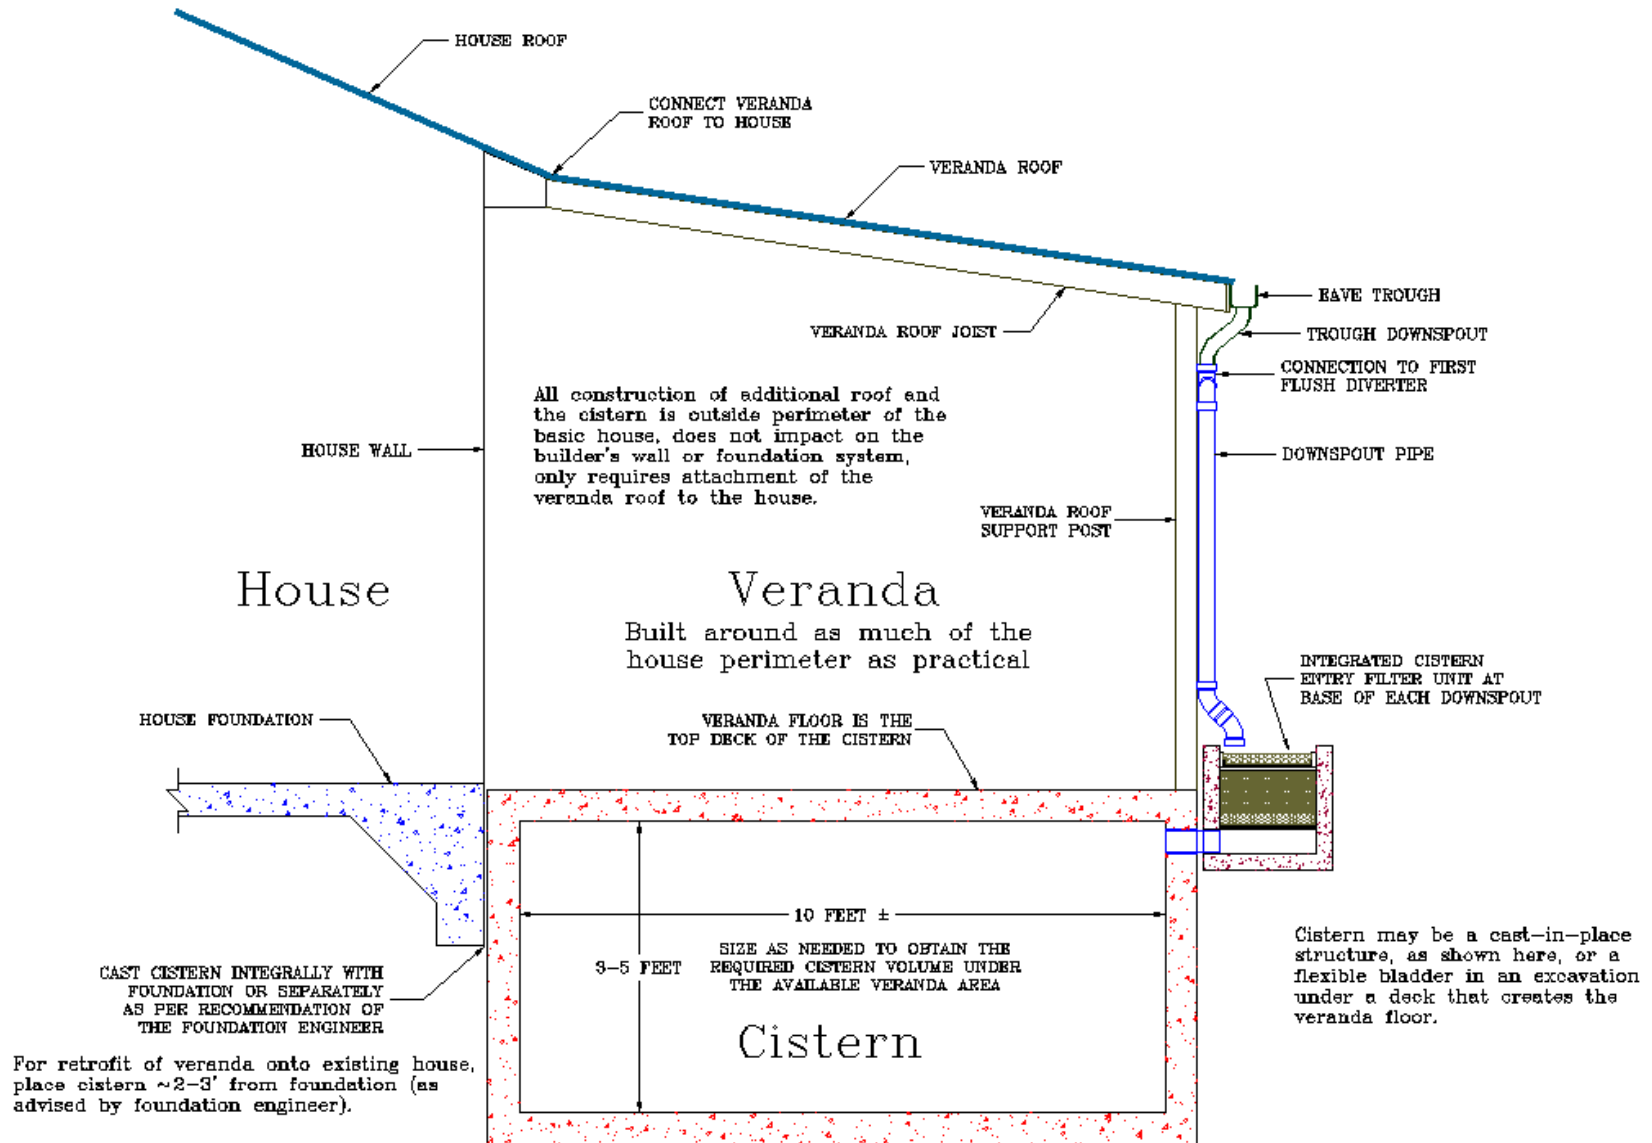 HOUSE ROOF
CONNECT VERANDA
ROOF TO HOUSE
VERANDA ROOF
EAVE TROUGH
TROUGH DOWNSPOUT
VERANDA ROOF JOIST
CONNECTION TO FIRST
FLUSH DIVERTER
All construction of additional roof and
the cistern is outside perimeter of the
basic house, does not impact on the
builder's wall or foundation system,
only requires attachment of the
veranda roof to the house.
HOUSE WALL
DOWNSPOUT PIPE
VERANDA ROOF
SUPPORT POST
House
Veranda
Built around as much of the
house perimeter as practical
INTEGRATED CISTERN
ENTRY FILTER UNIT AT
BASE OF EACH DOWNSPOUT
HOUSE FOUNDATION
VERANDA FLOOR IS THE
TOP DECK OF THE CISTERN
10 FEET ±
3-5 FEET
SIZE AS NEEDED TO OBTAIN THE
REQUIRED CISTERN VOLUME UNDER
THE AVAILABLE VERANDA AREA
Cistern
CAST CISTERN INTEGRALLY WITH
FOUNDATION OR SEPARATELY
AS PER RECOMMENDATION OF
THE FOUNDATION ENGINEER
For retrofit of veranda onto existing house,
place cistern ~2-3' from foundation (as
advised by foundation engineer).
Cistern may be a cast-in-place
structure, as shown here, or a
flexible bladder in an excavation
under a deck that creates the
veranda floor.